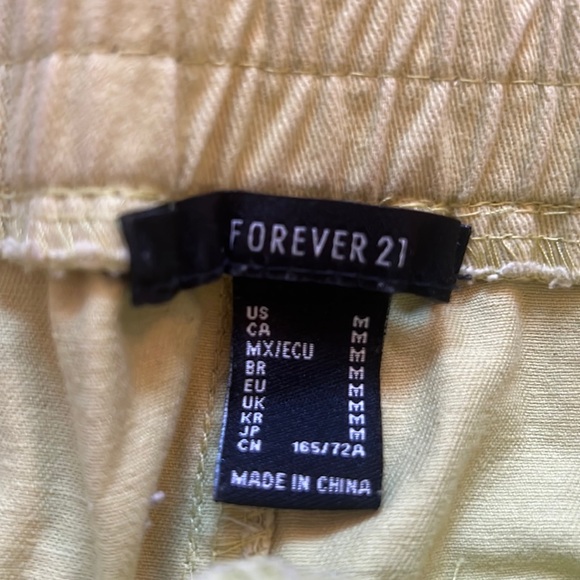 FOREVER 21
US M
CA M
MX/ECU M
BR M
EU M
UK M
KR M
JP M
CN 165/72A
MADE IN CHINA